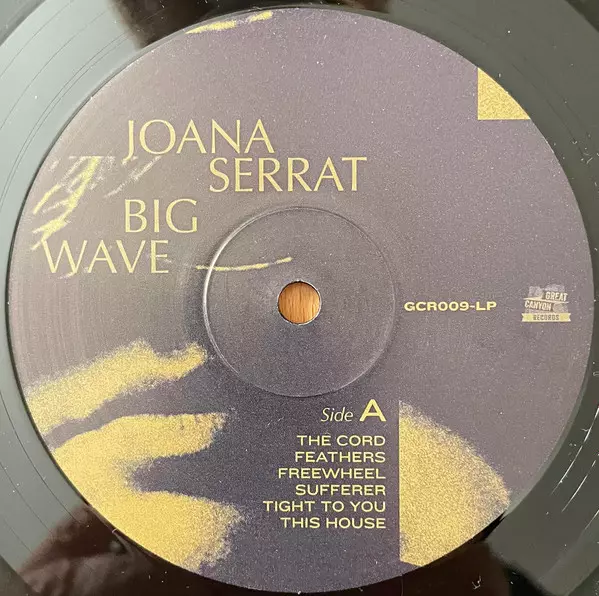 JOANA
SERRAT
BIG
WAVE
GCR009-LP
GREAT
CANYON
RECORDS
Side A
THE CORD
FEATHERS
FREEWHEEL
SUFFERER
TIGHT TO YOU
THIS HOUSE